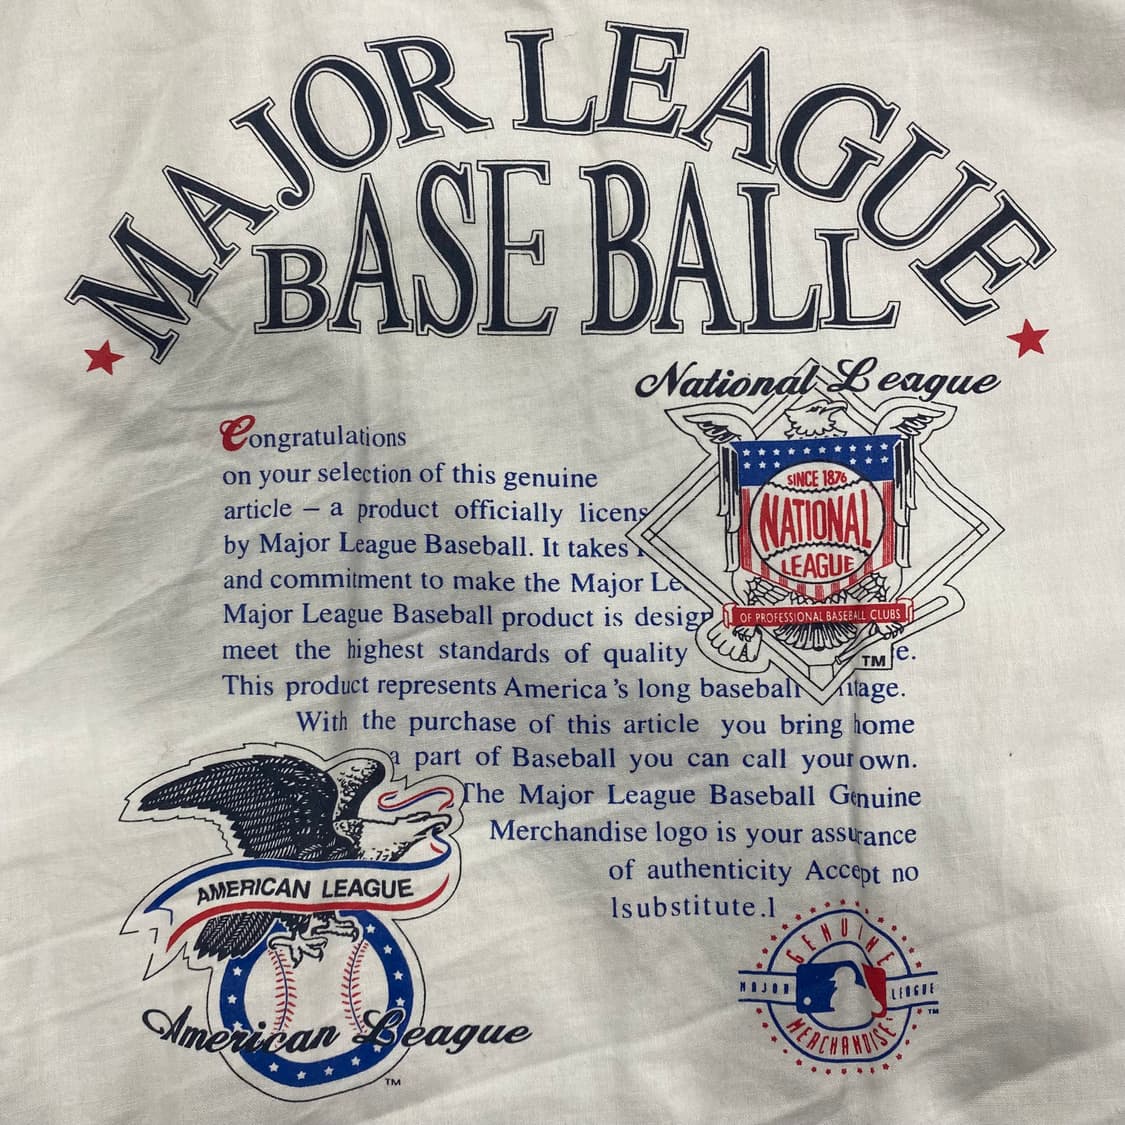 MAJOR LEAGUE
BASE BALL
National League
SINCE 1876
NATIONAL
LEAGUE
OF PROFESSIONAL BASEBALL CLUBS
TM
Congratulations
on your selection of this genuine
article – a product officially licens
by Major League Baseball. It takes
and commitment to make the Major Le
Major League Baseball product is design
meet the highest standards of quality e.
This product represents America's long baseball itage.
With the purchase of this article you bring home
a part of Baseball you can call your own.
The Major League Baseball Genuine
Merchandise logo is your assurance
of authenticity Accept no
lsubstitute.l
AMERICAN LEAGUE
American League
TM
GENUINE
MAJOR LEAGUE
MERCHANDISE
TM